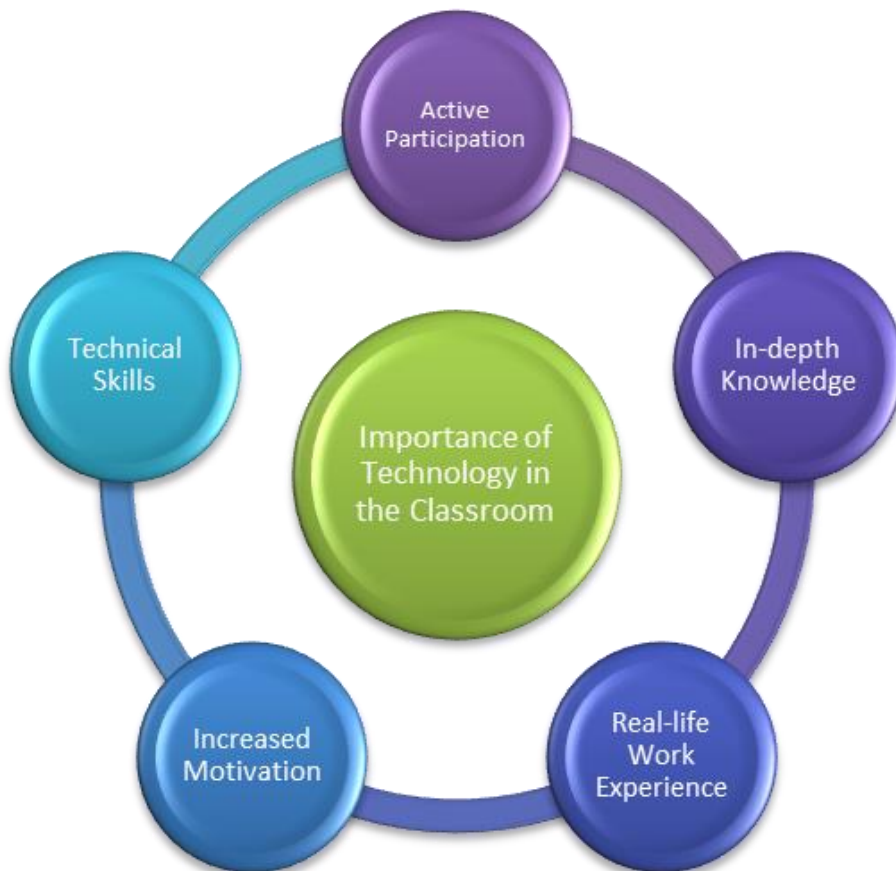 Active
Participation
In-depth
Knowledge
Real-life
Work
Experience
Increased
Motivation
Technical
Skills
Importance of
Technology in
the Classroom